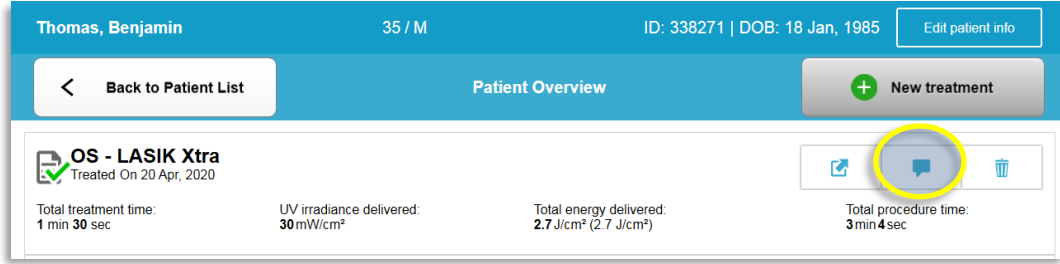 Thomas, Benjamin 35 / M ID: 338271 | DOB: 18 Jan, 1985 Edit patient info
Back to Patient List Patient Overview New treatment
OS - LASIK Xtra
Treated On 20 Apr, 2020
Total treatment time: UV irradiance delivered: Total energy delivered: Total procedure time:
1 min 30 sec 30 mW/cm² 2.7 J/cm² (2.7 J/cm²) 3 min 4 sec